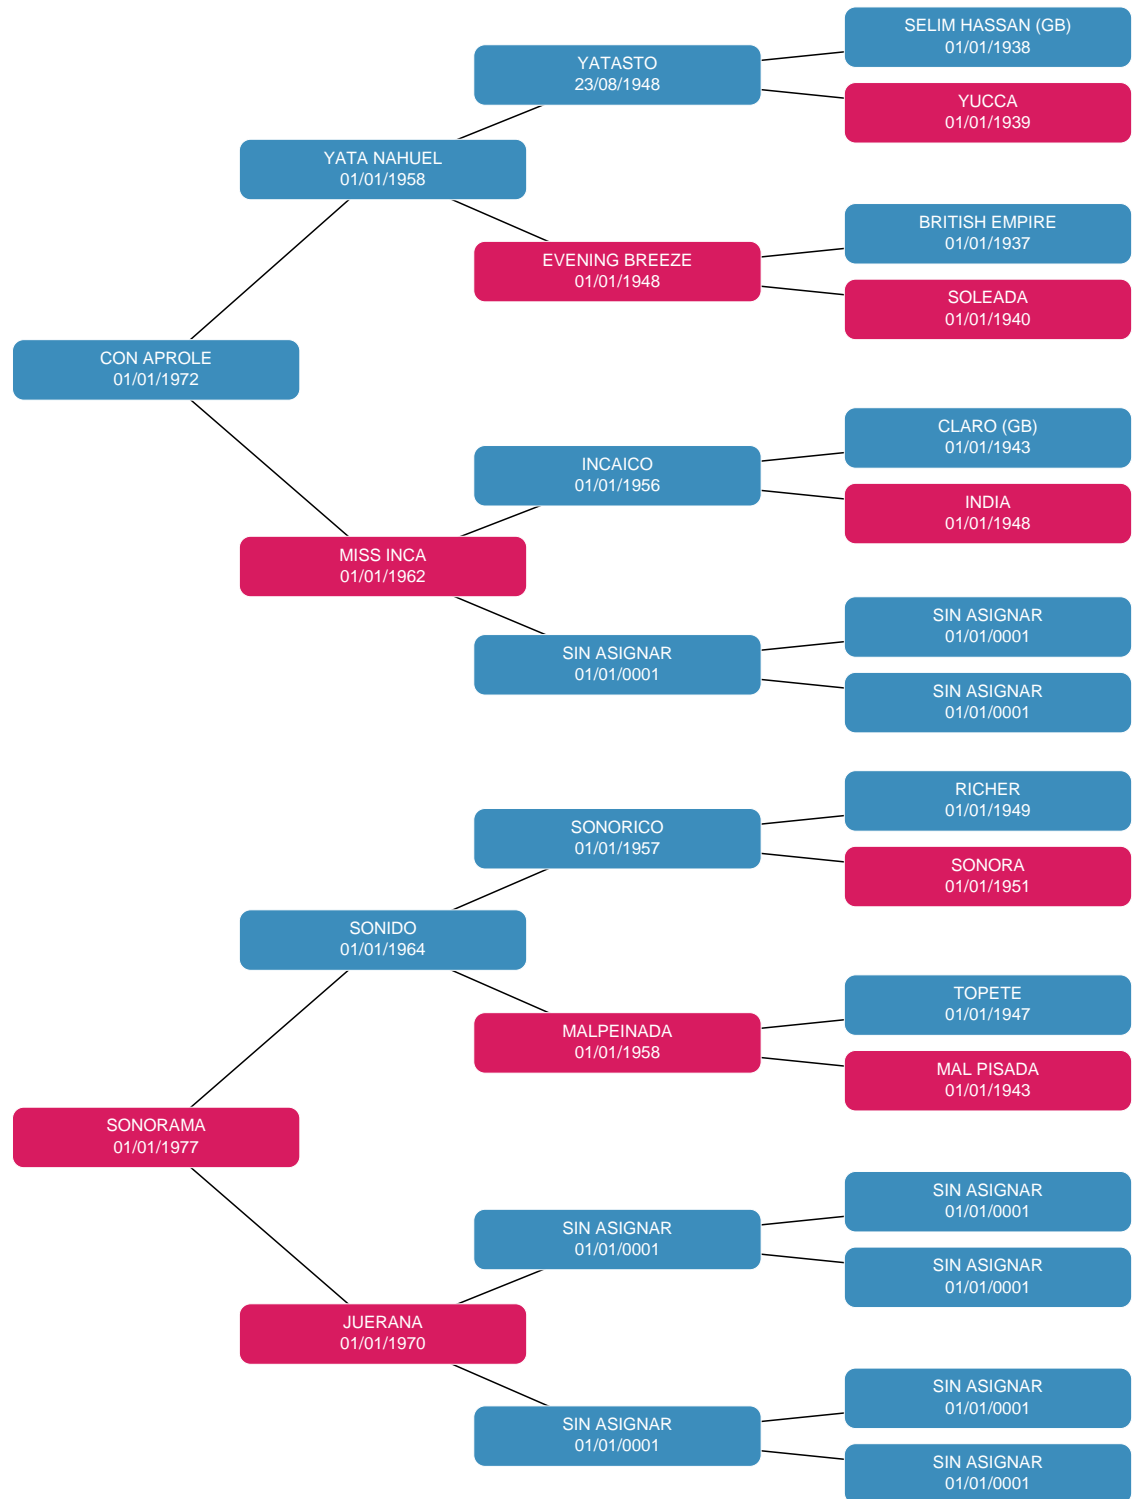 SELIM HASSAN (GB)
01/01/1938
YATASTO
23/08/1948
YUCCA
01/01/1939
YATA NAHUEL
01/01/1958
BRITISH EMPIRE
01/01/1937
EVENING BREEZE
01/01/1948
SOLEADA
01/01/1940
CON APROLE
01/01/1972
CLARO (GB)
01/01/1943
INCAICO
01/01/1956
INDIA
01/01/1948
MISS INCA
01/01/1962
SIN ASIGNAR
01/01/0001
SIN ASIGNAR
01/01/0001
SIN ASIGNAR
01/01/0001
RICHER
01/01/1949
SONORICO
01/01/1957
SONORA
01/01/1951
SONIDO
01/01/1964
TOPETE
01/01/1947
MALPEINADA
01/01/1958
MAL PISADA
01/01/1943
SONORAMA
01/01/1977
SIN ASIGNAR
01/01/0001
SIN ASIGNAR
01/01/0001
SIN ASIGNAR
01/01/0001
JUERANA
01/01/1970
SIN ASIGNAR
01/01/0001
SIN ASIGNAR
01/01/0001
SIN ASIGNAR
01/01/0001